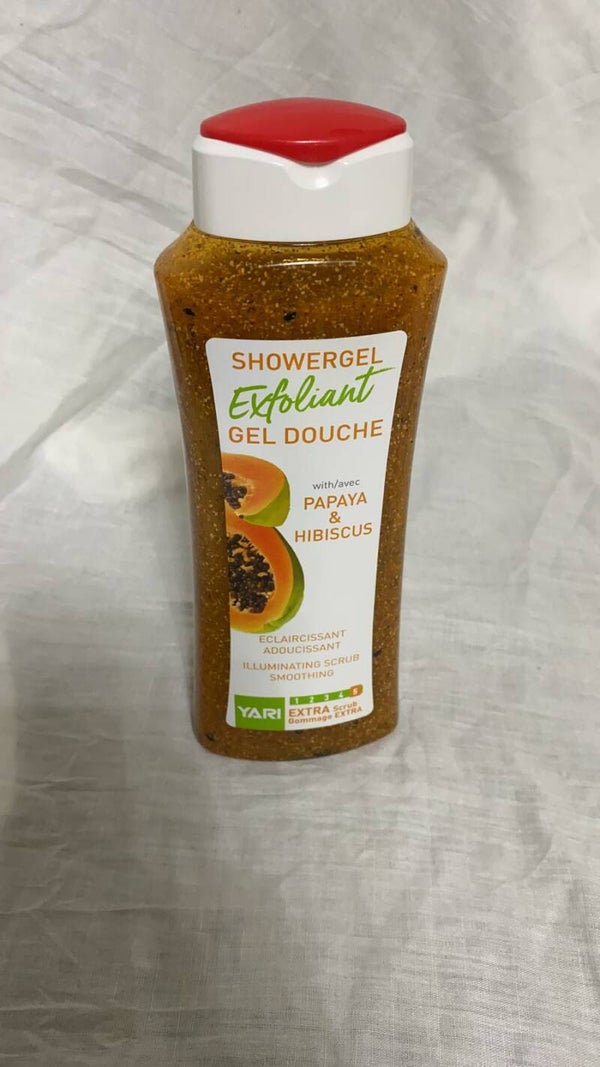 SHOWERGEL
Exfoliant
GEL DOUCHE
with/avec
PAPAYA
&
HIBISCUS
ECLAIRCISSANT
ADOUCISSANT
ILLUMINATING SCRUB
SMOOTHING
YARI
1 2 3 4 5
EXTRA Scrub
Gommage EXTRA